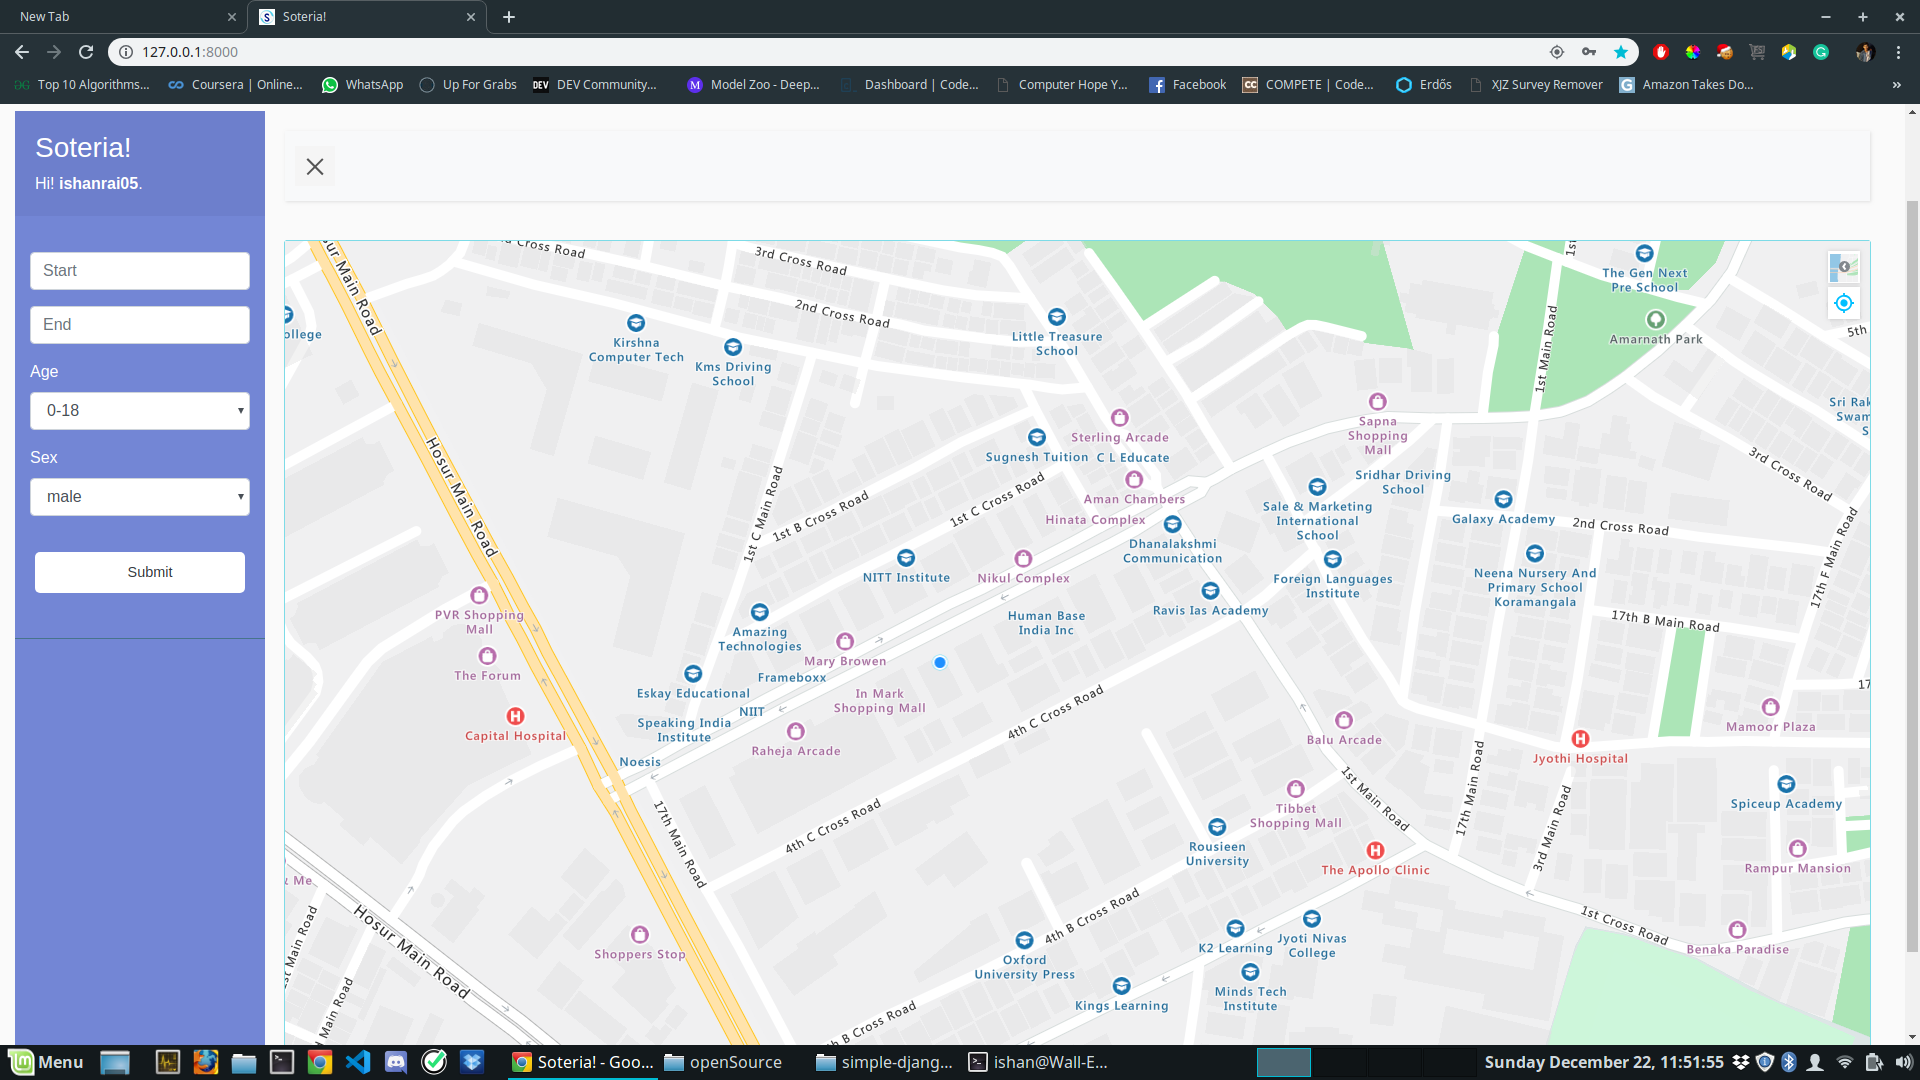 New Tab
Soteria!
127.0.0.1:8000
Top 10 Algorithms...
Coursera | Online...
WhatsApp
Up For Grabs
DEV Community...
Model Zoo - Deep...
Dashboard | Code...
Computer Hope Y...
Facebook
COMPETE | Code...
Erdős
XJZ Survey Remover
Amazon Takes Do...
»
Soteria!
Hi! ishanrai05.
Start
End
Age
0-18
Sex
male
Submit
ur Main Road
d Cross Road
3rd Cross Road
2nd Cross Road
1st
The Gen Next
Pre School
ollege
Kirshna
Computer Tech
Kms Driving
School
Little Treasure
School
1st Main Road
Amarnath Park
5th
Hosur Main Road
Sterling Arcade
Sugnesh Tuition
C L Educate
Sapna
Shopping
Mall
Sri Rak
Swam
S
1st C Main Road
1st B Cross Road
1st C Cross Road
Aman Chambers
Hinata Complex
Sridhar Driving
School
Sale & Marketing
International
School
Galaxy Academy
2nd Cross Road
3rd Cross Road
Dhanalakshmi
Communication
NITT Institute
Nikul Complex
Foreign Languages
Institute
Neena Nursery And
Primary School
Koramangala
17th F Main Road
PVR Shopping
Mall
Human Base
India Inc
Ravis Ias Academy
17th B Main Road
Amazing
Technologies
Mary Browen
The Forum
Frameboxx
Eskay Educational
In Mark
Shopping Mall
NIIT
4th C Cross Road
17
Capital Hospital
Speaking India
Institute
Raheja Arcade
Balu Arcade
Mamoor Plaza
Noesis
Jyothi Hospital
17th Main Road
4th C Cross Road
Tibbet
Shopping Mall
1st Main Road
17th Main Road
3rd Main Road
Spiceup Academy
Rousieen
University
The Apollo Clinic
Rampur Mansion
& Me
Hosur Main Road
st Main Road
Main Road
Shoppers Stop
4th B Cross Road
K2 Learning
Jyoti Nivas
College
1st Cross Road
Benaka Paradise
Oxford
University Press
Minds Tech
Institute
Kings Learning
h B Cross Road
Menu
Soteria! - Goo...
openSource
simple-djang...
ishan@Wall-E...
Sunday December 22, 11:51:55